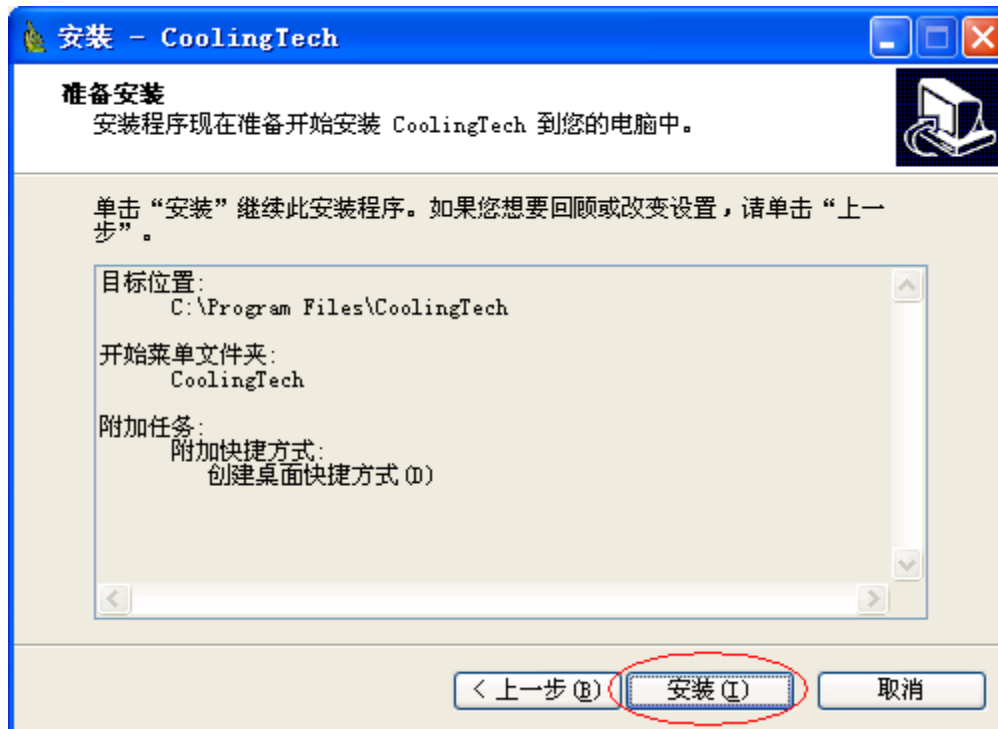 安装 - CoolingTech
准备安装
安装程序现在准备开始安装 CoolingTech 到您的电脑中。
单击“安装”继续此安装程序。如果您想要回顾或改变设置，请单击“上一
步”。
目标位置:
C:\Program Files\CoolingTech
开始菜单文件夹:
CoolingTech
附加任务:
附加快捷方式:
创建桌面快捷方式(D)
< 上一步(B)
安装(I)
取消